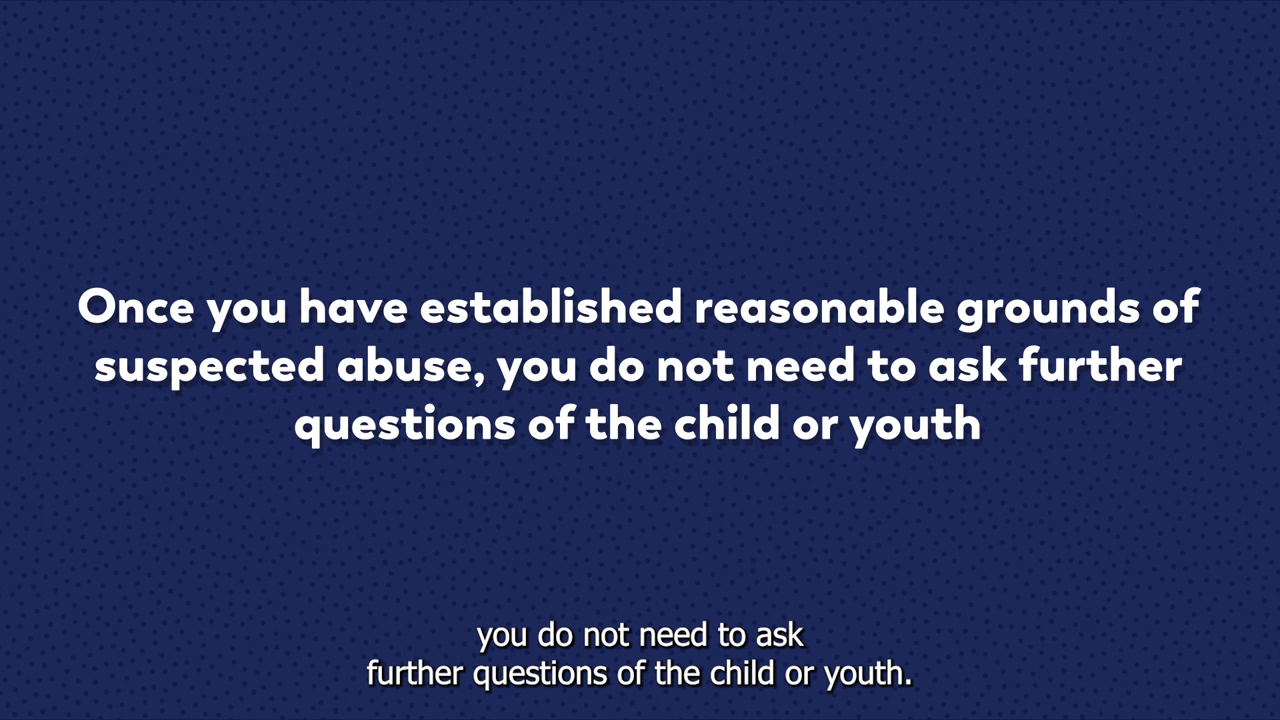 Once you have established reasonable grounds of
suspected abuse, you do not need to ask further
questions of the child or youth
you do not need to ask
further questions of the child or youth.